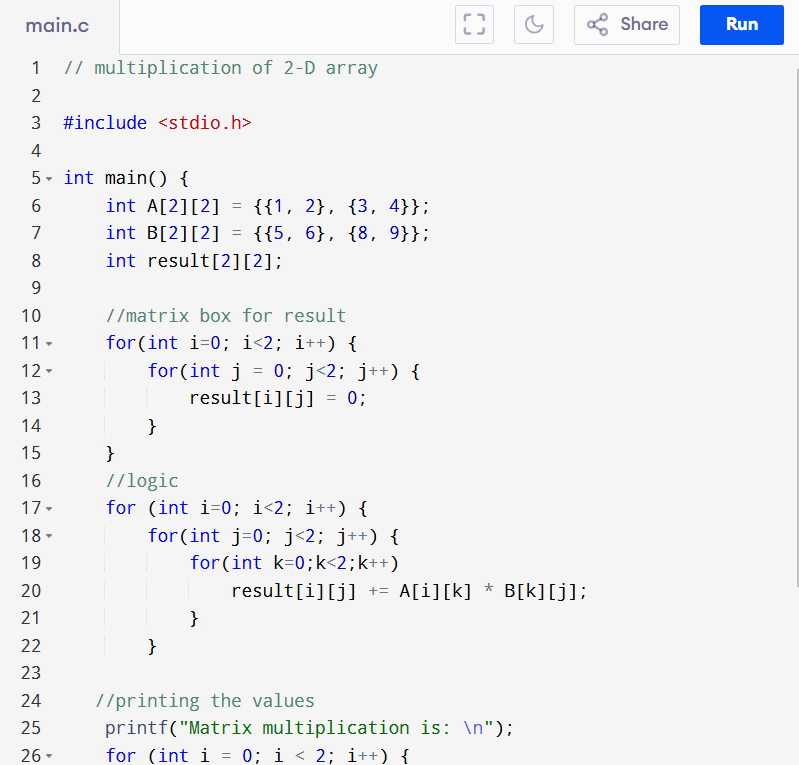 main.c
Share
Run
1 // multiplication of 2-D array
2
3 #include <stdio.h>
4
5 int main() {
6     int A[2][2] = {{1, 2}, {3, 4}};
7     int B[2][2] = {{5, 6}, {8, 9}};
8     int result[2][2];
9
10     //matrix box for result
11     for(int i=0; i<2; i++) {
12         for(int j = 0; j<2; j++) {
13             result[i][j] = 0;
14         }
15     }
16     //logic
17     for (int i=0; i<2; i++) {
18         for(int j=0; j<2; j++) {
19             for(int k=0;k<2;k++)
20                 result[i][j] += A[i][k] * B[k][j];
21             }
22         }
23
24    //printing the values
25     printf("Matrix multiplication is: \n");
26     for (int i = 0; i < 2; i++) {